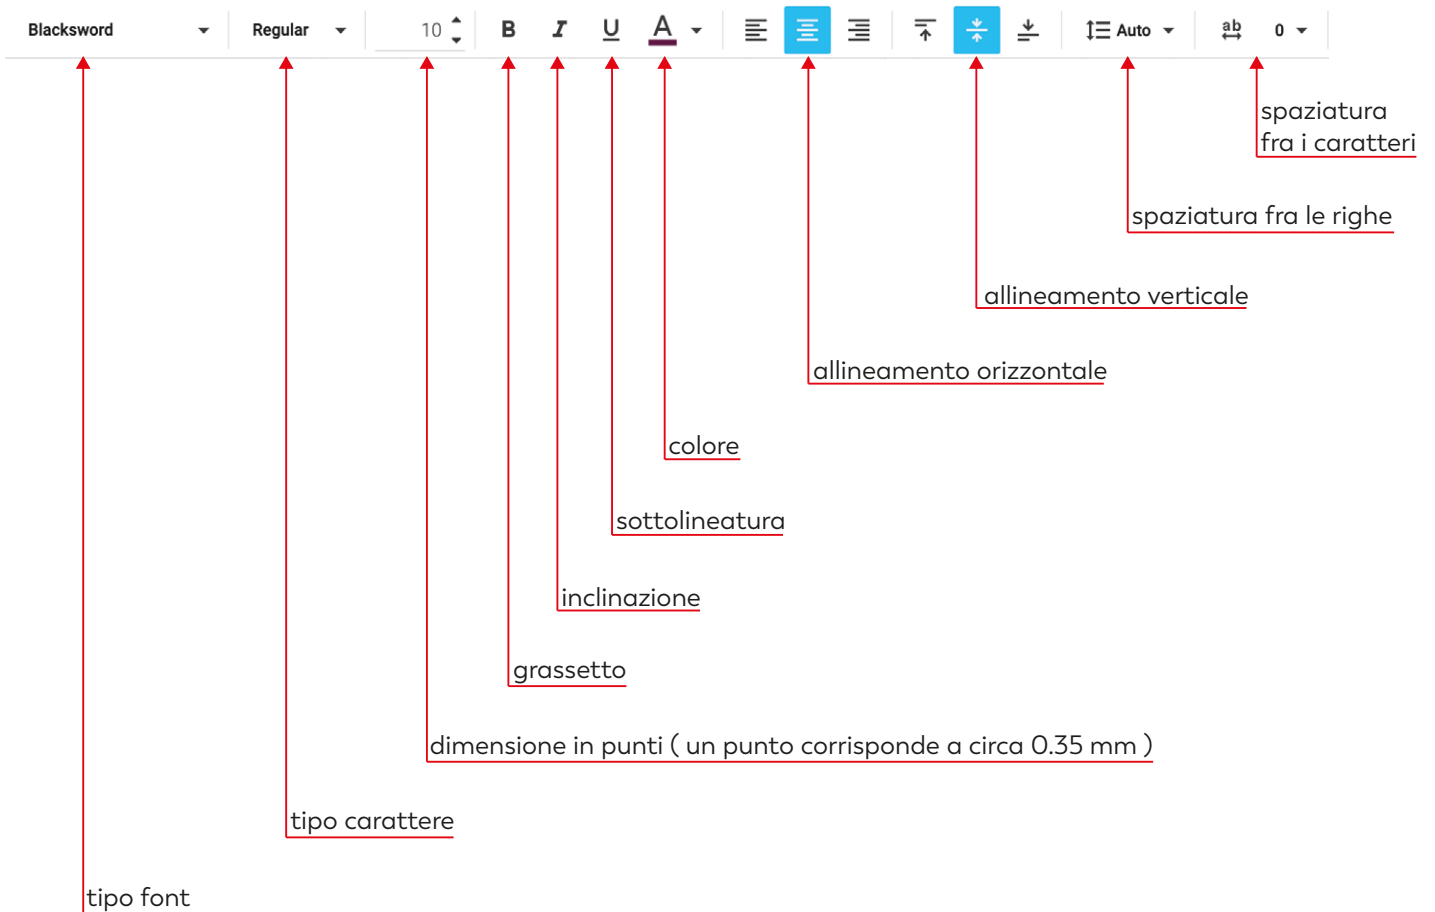 Blacksword Regular 10 B I U A Auto ab 0
spaziatura
fra i caratteri
spaziatura fra le righe
allineamento verticale
allineamento orizzontale
colore
sottolineatura
inclinazione
grassetto
dimensione in punti ( un punto corrisponde a circa 0.35 mm )
tipo carattere
tipo font